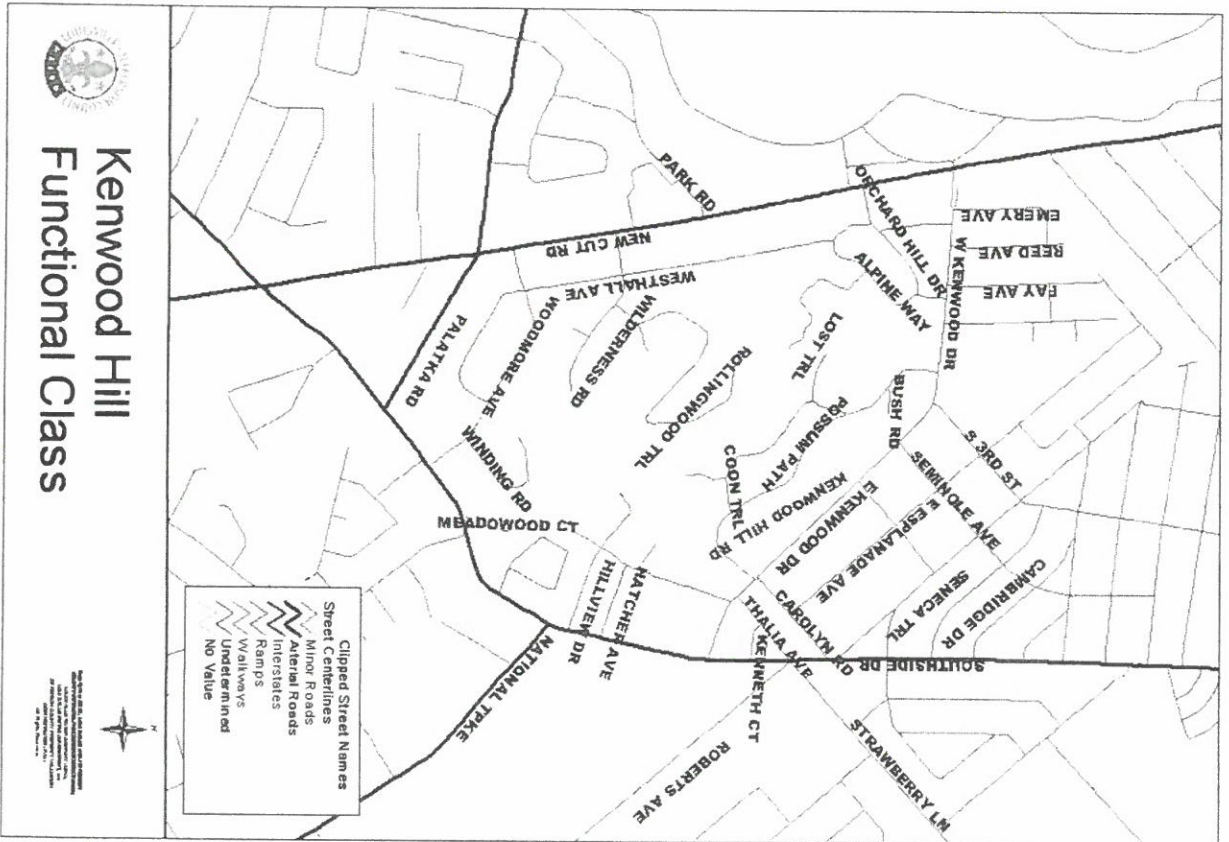 Kenwood Hill
Functional Class
PARK RD
NEW CUT RD
ORCHARD HILL DR
W KENWOOD DR
EMERY AVE
REED AVE
FAY AVE
ALPINE WAY
WESTHALL AVE
WILDERNESS RD
WOODMORE AVE
PALATKA RD
LOST TRL
ROLLINGWOOD TRL
POSSUM PATH
BUSH RD
S 3RD ST
SEMINOLE AVE
COON TRL
KENWOOD HILL RD
E KENWOOD DR
E ESPLANADE AVE
WINDING RD
MEADOWOOD CT
HATCHER AVE
HILLVIEW DR
CAROLYN RD
THALIA AVE
KENNETH CT
SENECA TRL
CAMBRIDGE DR
SOUTHSIDE DR
NATIONAL TPKE
ROBERTS AVE
STRAWBERRY LN
Clipped Street Names
Street Centerlines
Minor Roads
Arterial Roads
Interstates
Ramps
Walkways
Undetermined
No Value
N